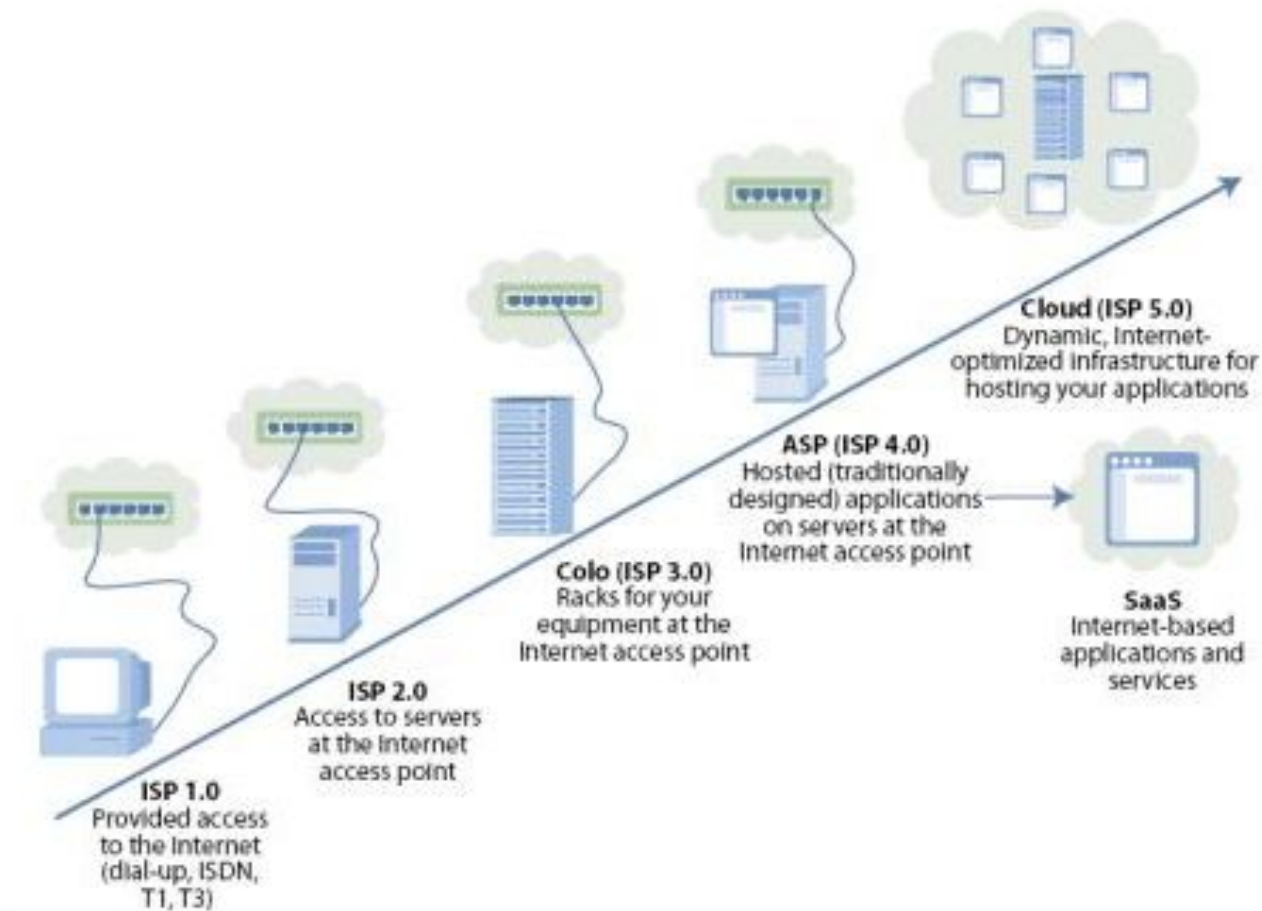 Cloud (ISP 5.0)
Dynamic, Internet-
optimized infrastructure for
hosting your applications
ASP (ISP 4.0)
Hosted (traditionally
designed) applications
on servers at the
Internet access point
SaaS
Internet-based
applications and
services
Colo (ISP 3.0)
Racks for your
equipment at the
Internet access point
ISP 2.0
Access to servers
at the Internet
access point
ISP 1.0
Provided access
to the Internet
(dial-up, ISDN,
T1, T3)